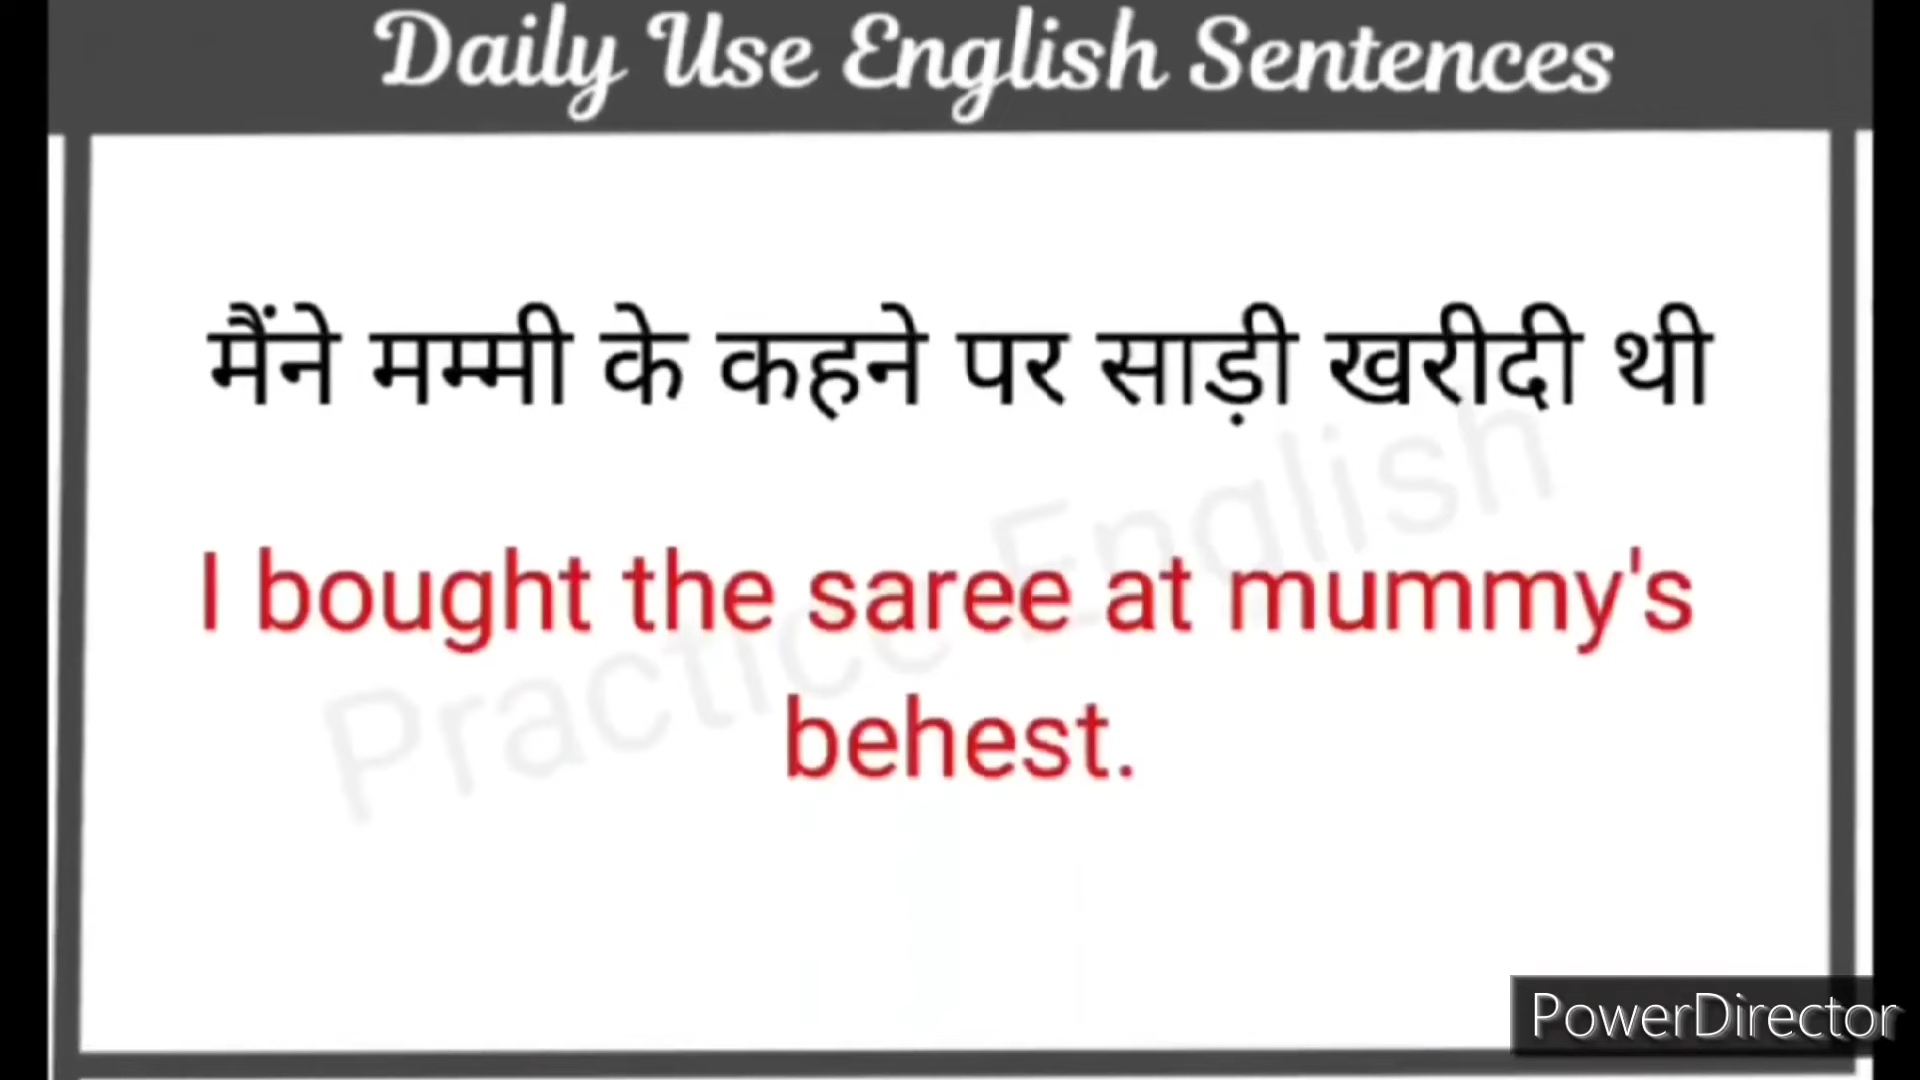 Daily Use English Sentences
मैंने मम्मी के कहने पर साड़ी खरीदी थी
Practice English
I bought the saree at mummy's
behest.
PowerDirector